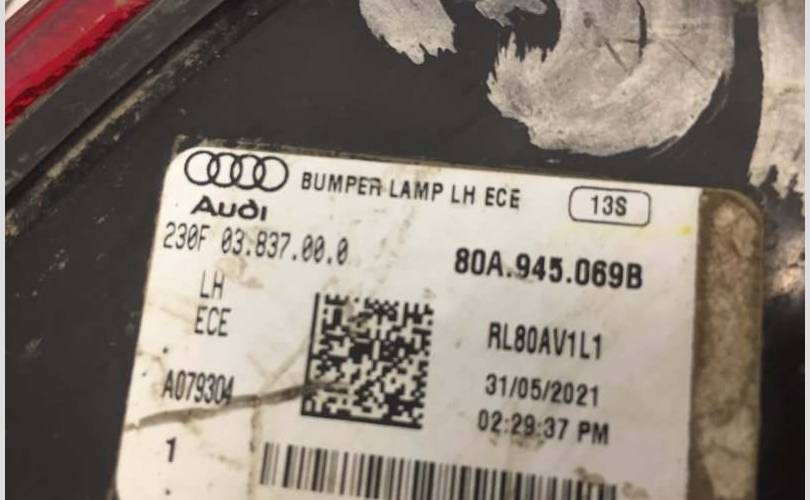 BUMPER LAMP LH ECE 13S
Audi
230F 03.837.00.0
80A.945.069B
LH
ECE
RL80AV1L1
A079304
31/05/2021
02:29:37 PM
1